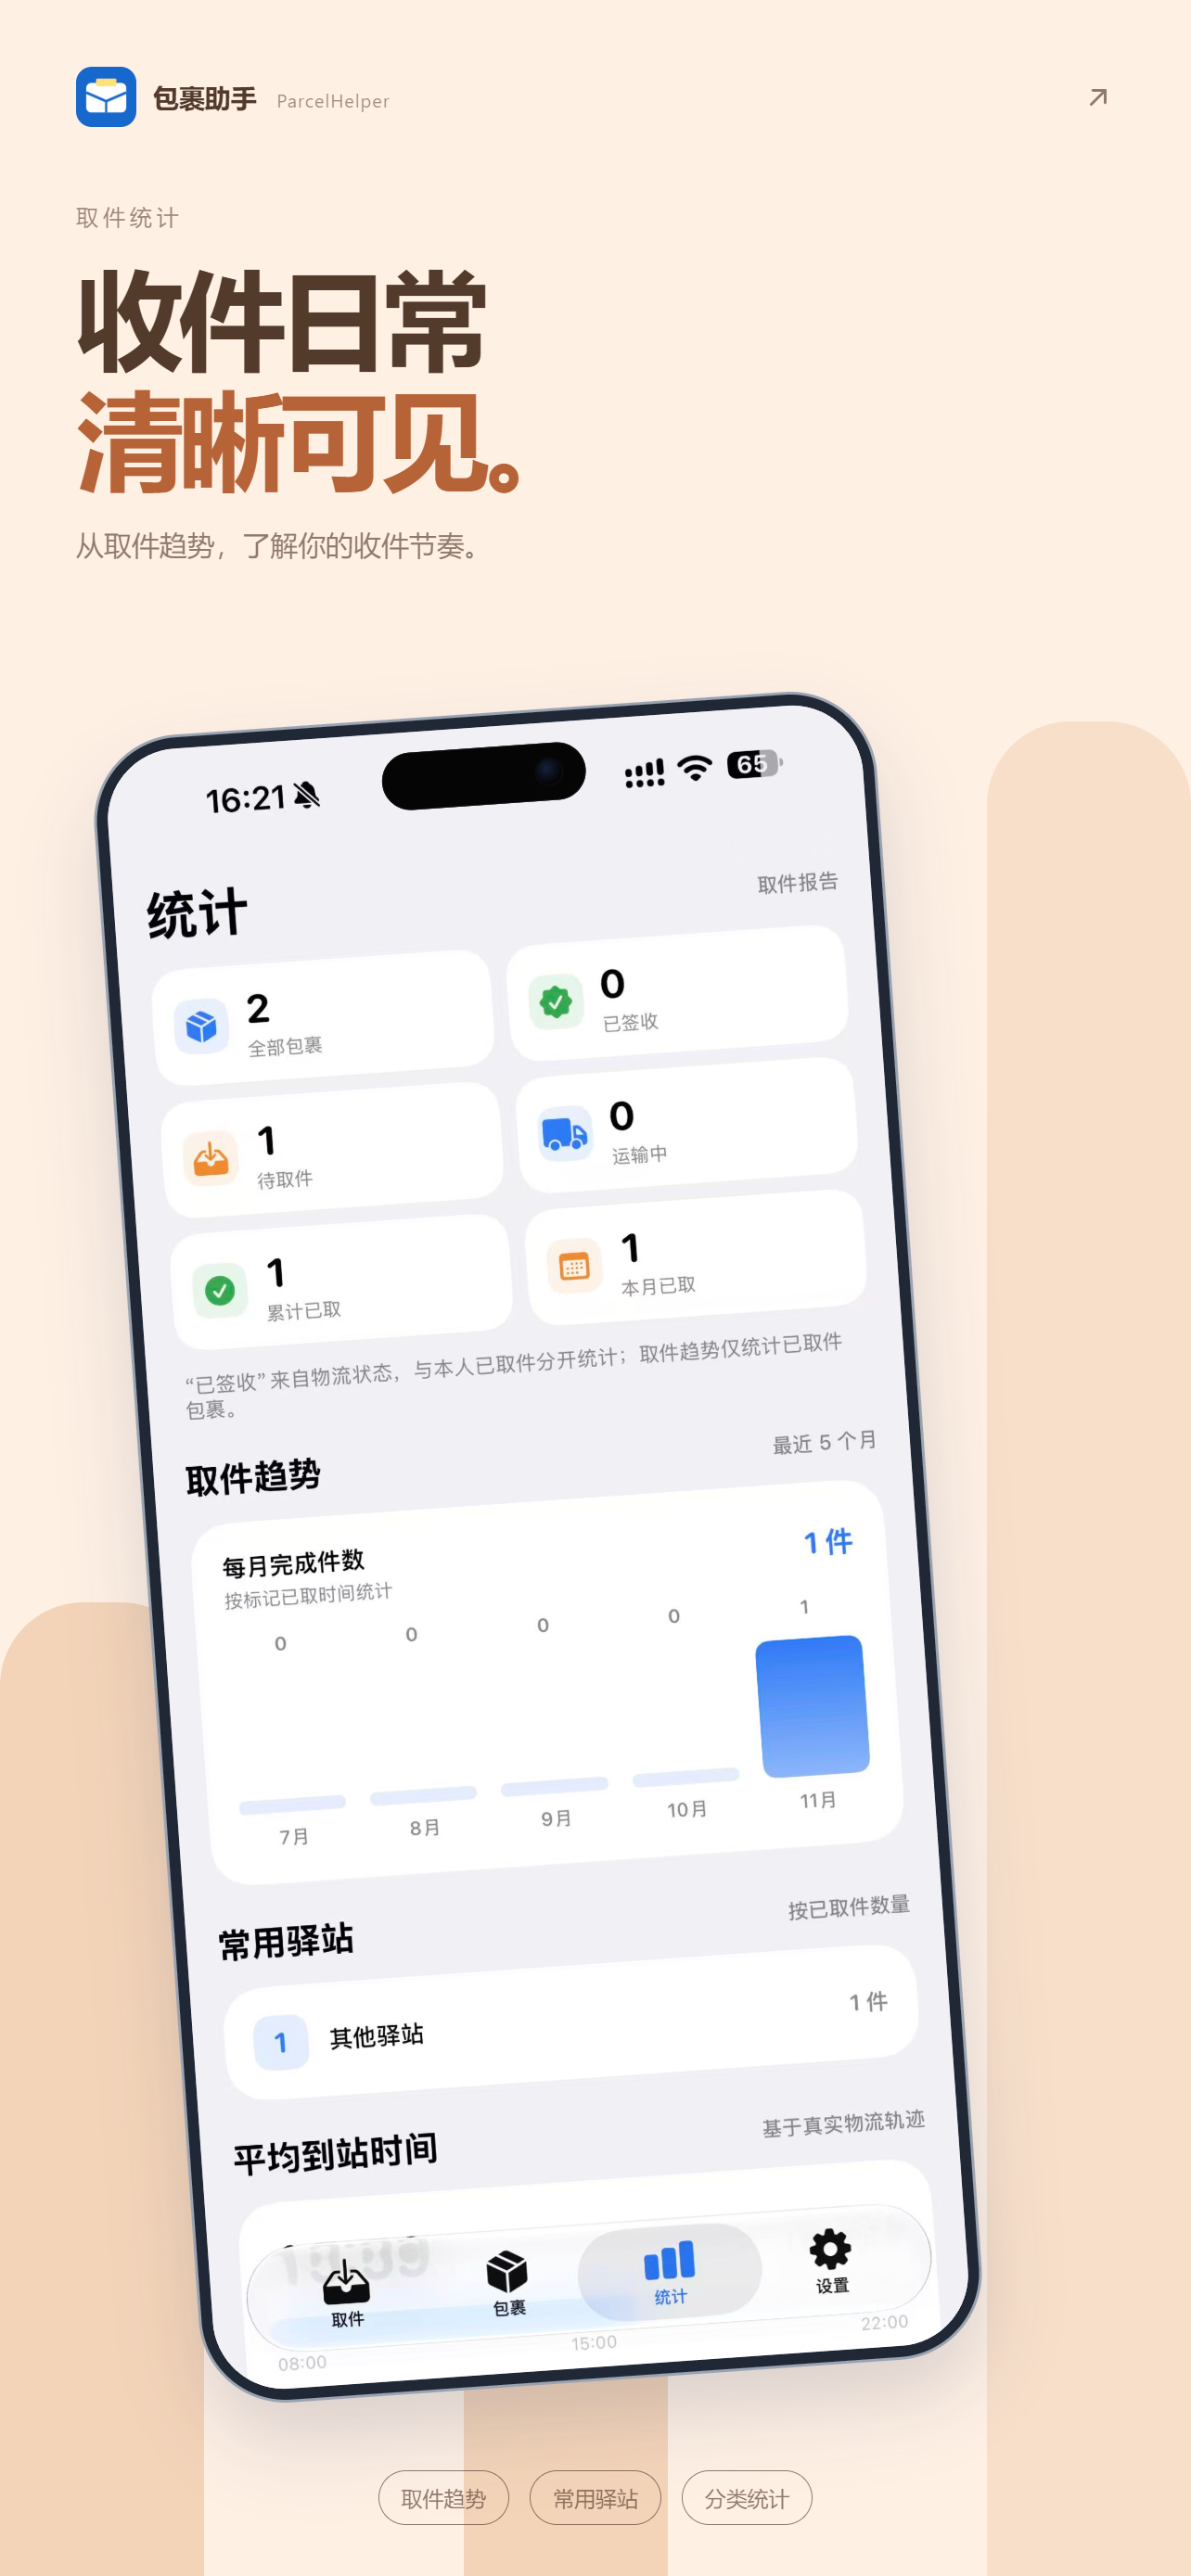 包裹助手 ParcelHelper
取件统计
收件日常
清晰可见。
从取件趋势，了解你的收件节奏。
16:21 65
统计 取件报告
2 0
全部包裹 已签收
1 0
待取件 运输中
1 1
累计已取 本月已取
“已签收”来自物流状态，与本人已取件分开统计；取件趋势仅统计已取件
包裹。
取件趋势 最近 5 个月
每月完成件数 1 件
按标记已取时间统计
0 0 0 0 1
7月 8月 9月 10月 11月
常用驿站 按已取件数量
1 其他驿站 1 件
平均到站时间 基于真实物流轨迹
取件 包裹 统计 设置
08:00 15:00 22:00
取件趋势 常用驿站 分类统计